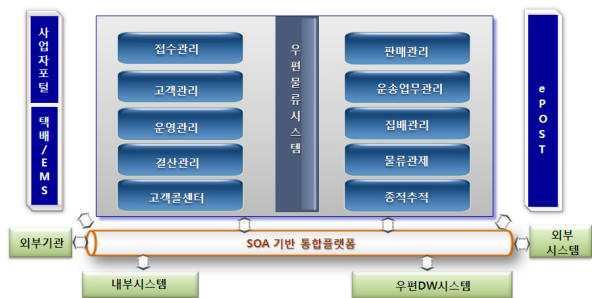 사업자포털
택배/EMS
접수관리
고객관리
운영관리
결산관리
고객콜센터
우편물류시스템
판매관리
운송업무관리
집배관리
물류관제
종적추적
ePOST
외부기관
SOA 기반 통합플랫폼
외부
시스템
내부시스템
우편DW시스템